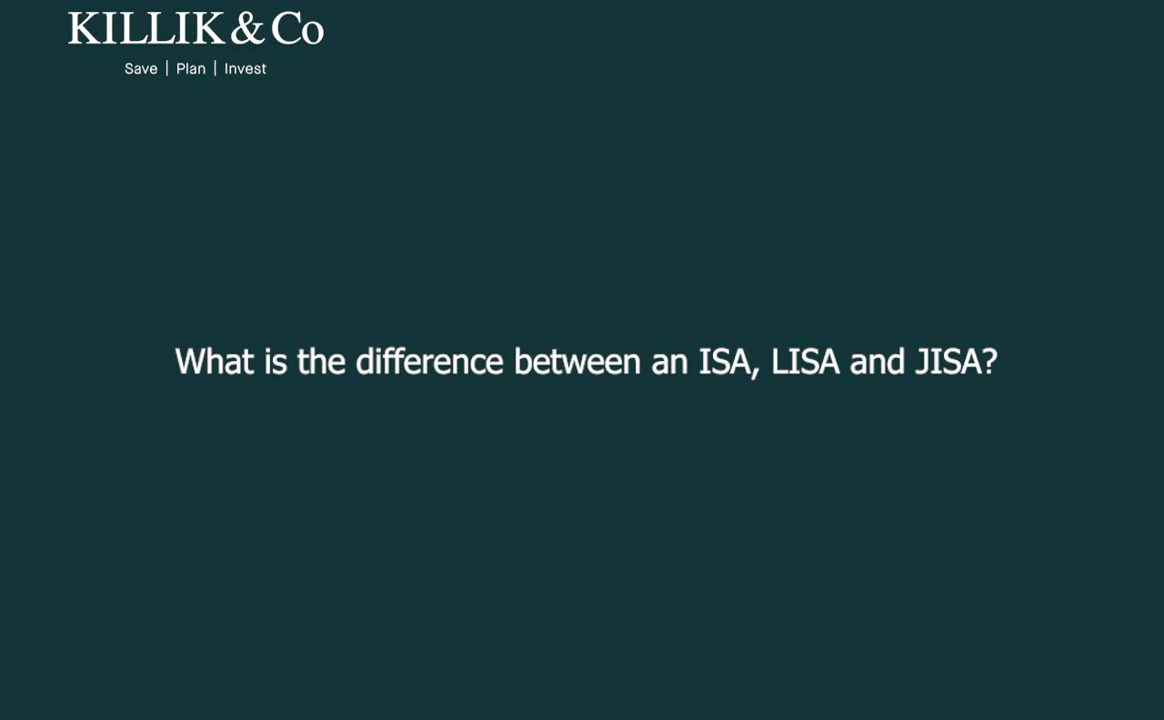 KILLIK & Co
Save | Plan | Invest
What is the difference between an ISA, LISA and JISA?